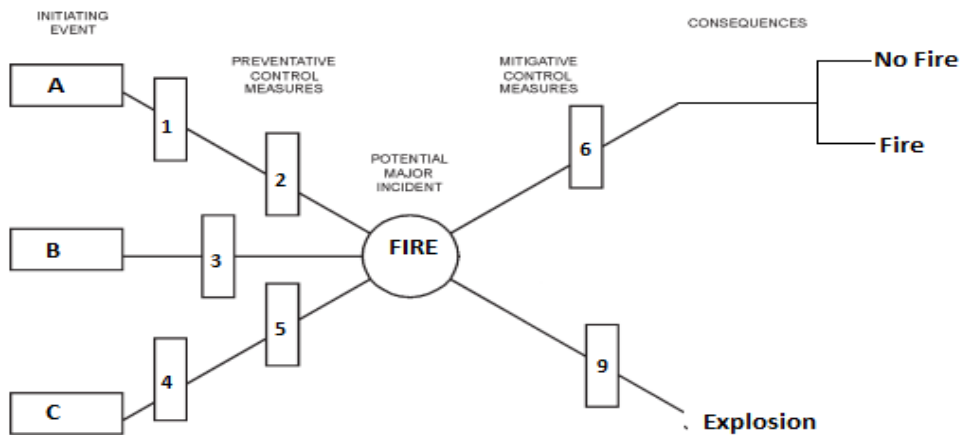 INITIATING
EVENT
CONSEQUENCES
No Fire
PREVENTATIVE
CONTROL
MEASURES
MITIGATIVE
CONTROL
MEASURES
A
1
6
Fire
2
POTENTIAL
MAJOR
INCIDENT
B
3
FIRE
5
4
9
C
Explosion